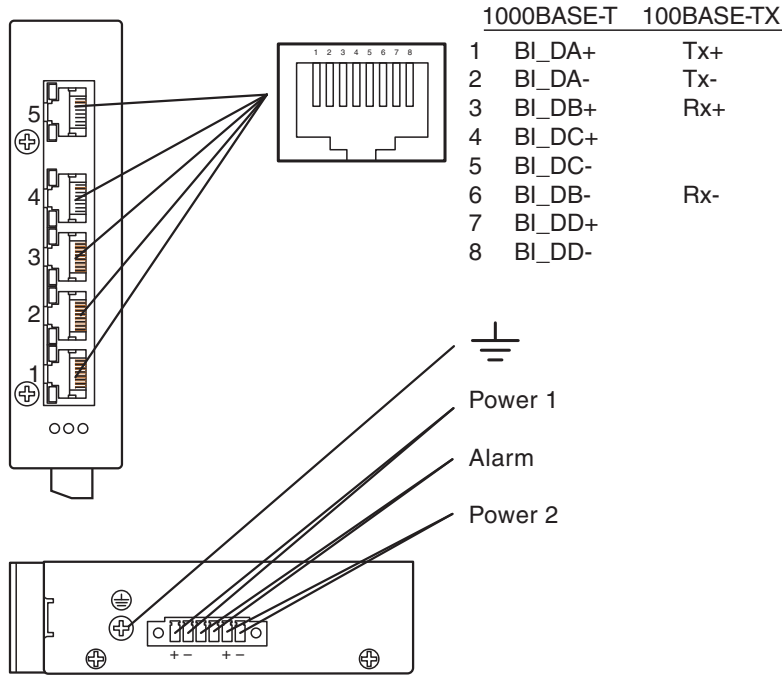 1000BASE-T 100BASE-TX
1 2 3 4 5 6 7 8
1 BI_DA+ Tx+
2 BI_DA- Tx-
3 BI_DB+ Rx+
4 BI_DC+
5 BI_DC-
6 BI_DB- Rx-
7 BI_DD+
8 BI_DD-
5
4
3
2
1
Power 1
Alarm
Power 2
+ – + –